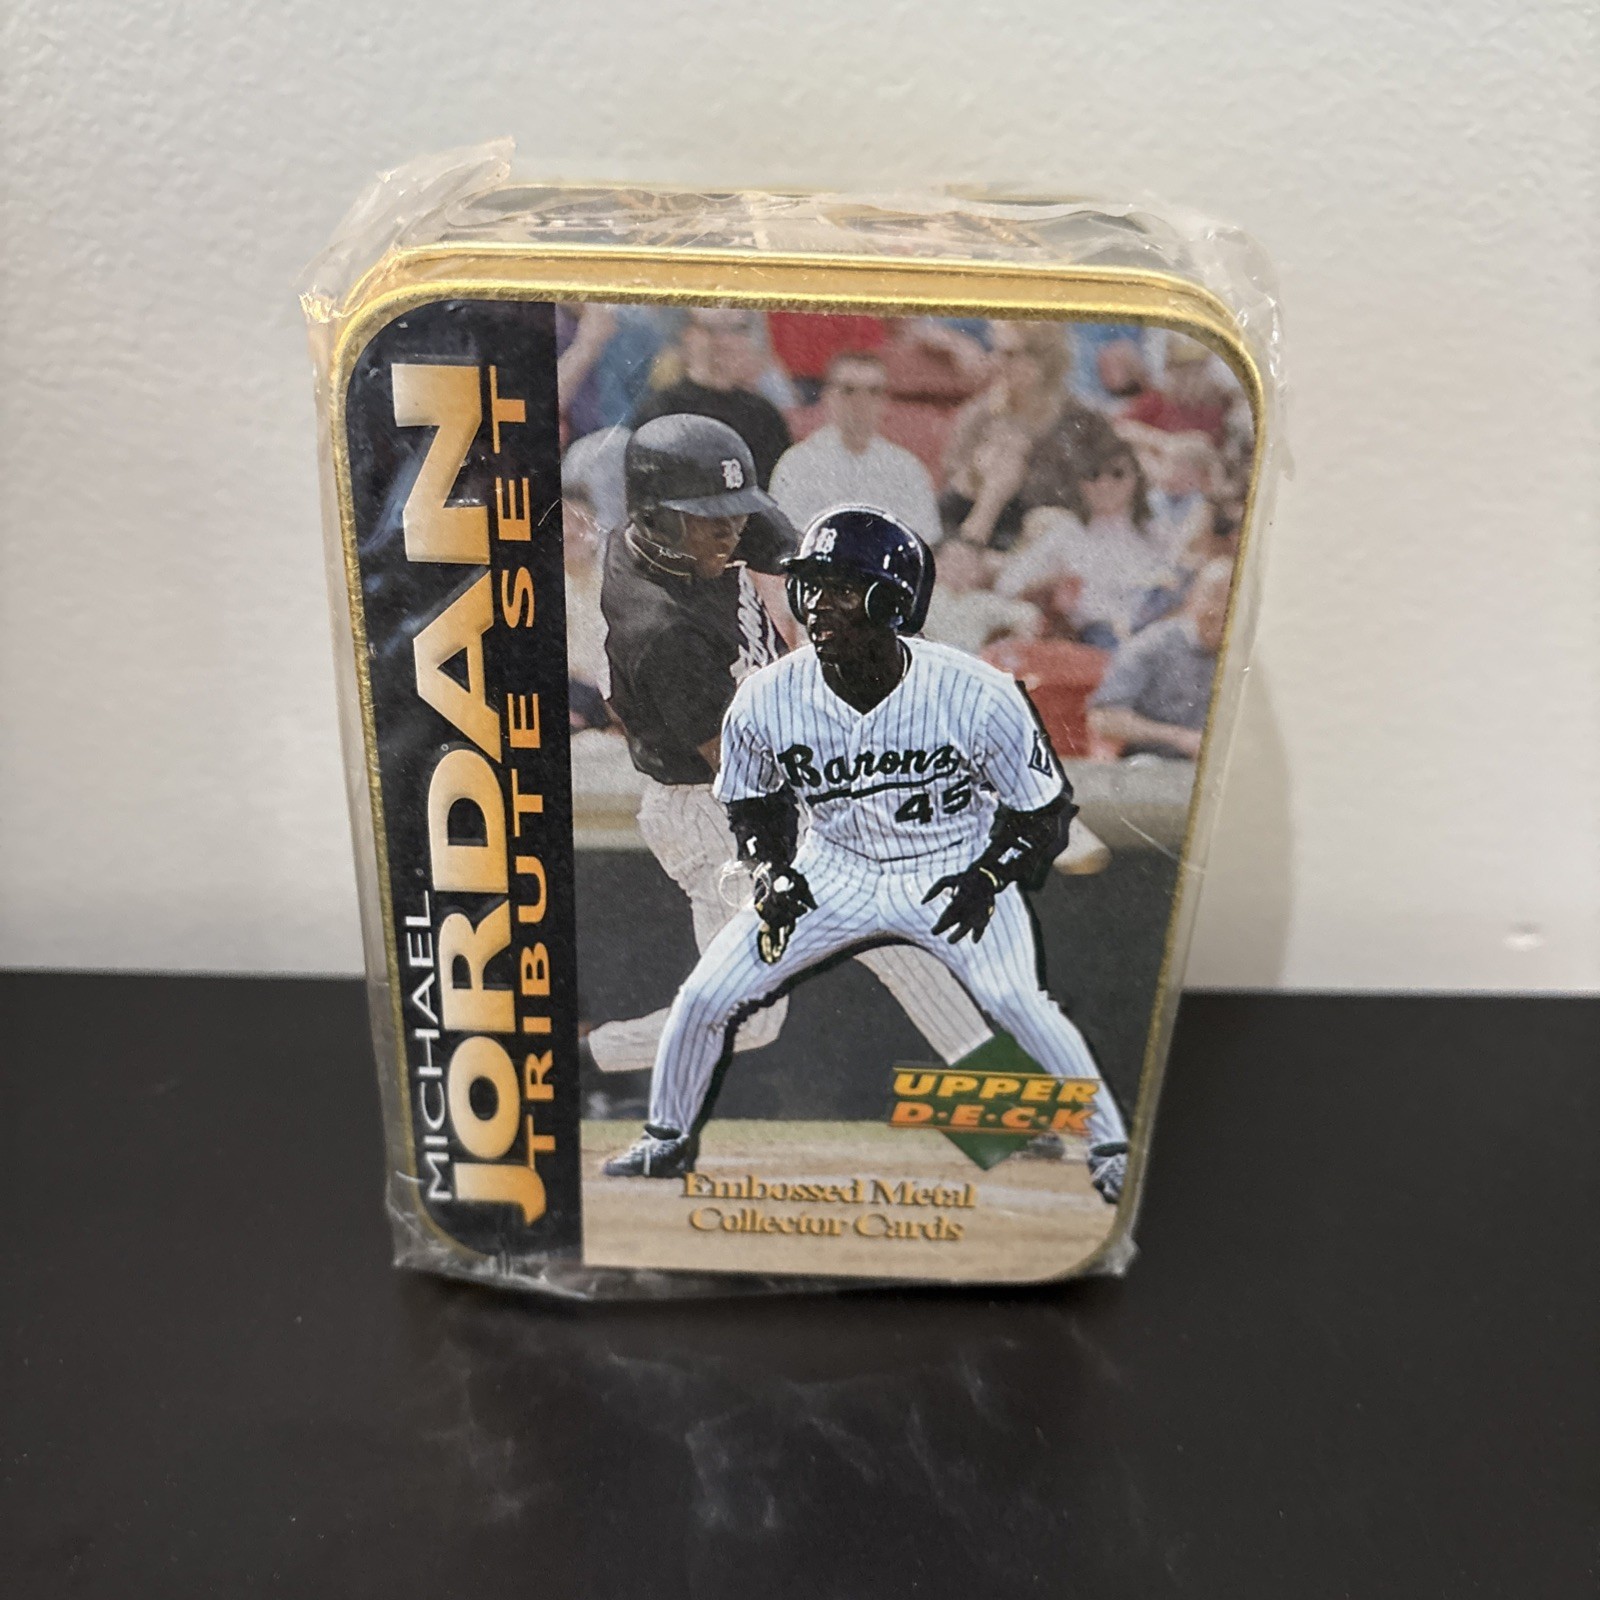 MICHAEL
JORDAN
TRIBUTE SET
B
B
Barons
45
UPPER
D·E·C·K
Embossed Metal
Collector Cards